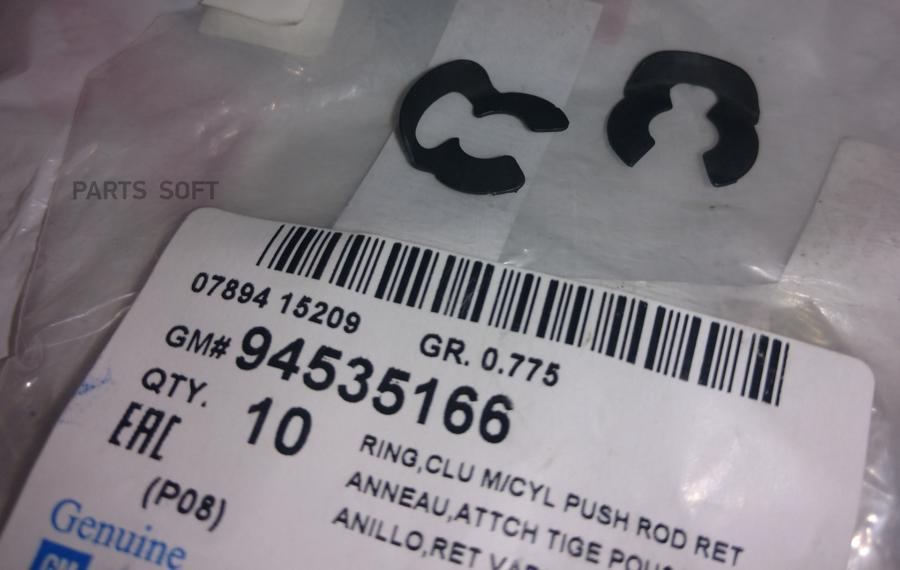 PARTS SOFT
07894 15209
GR. 0.775
GM# 94535166
QTY. 10
EAC
(P08)
RING,CLU M/CYL PUSH ROD RET
ANNEAU,ATTCH TIGE
ANILLO,RET
Genuine
GM